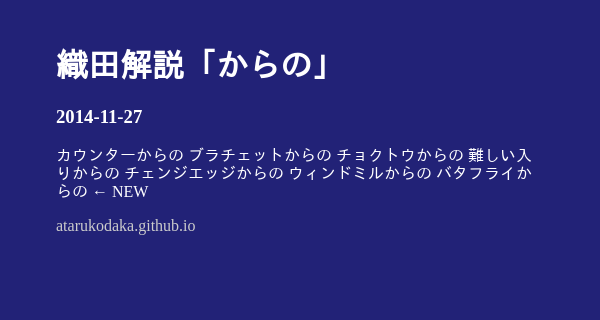 織田解説「からの」
2014-11-27
カウンターからの ブラチェットからの チョクトウからの 難しい入
りからの チェンジエッジからの ウィンドミルからの バタフライか
らの ← NEW
atarukodaka.github.io